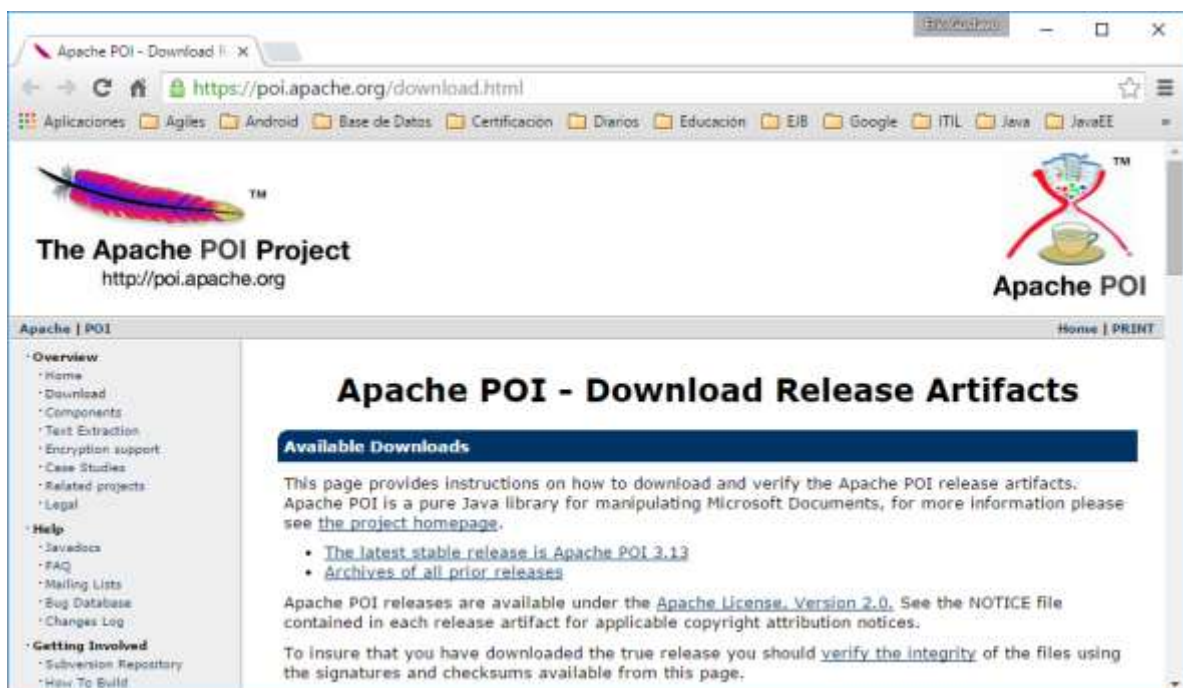 Apache POI - Download R
https://poi.apache.org/download.html
Aplicaciones Agiles Android Base de Datos Certificación Diarios Educación EJB Google ITIL Java JavaEE
TM
The Apache POI Project
http://poi.apache.org
TM
Apache POI
Apache | POI
Home | PRINT
Overview
Home
Download
Components
Text Extraction
Encryption support
Case Studies
Related projects
Legal
Help
Javadocs
FAQ
Mailing Lists
Bug Database
Changes Log
Getting Involved
Subversion Repository
How To Build
Apache POI - Download Release Artifacts
Available Downloads
This page provides instructions on how to download and verify the Apache POI release artifacts.
Apache POI is a pure Java library for manipulating Microsoft Documents, for more information please
see the project homepage.
• The latest stable release is Apache POI 3.13
• Archives of all prior releases
Apache POI releases are available under the Apache License, Version 2.0. See the NOTICE file
contained in each release artifact for applicable copyright attribution notices.
To insure that you have downloaded the true release you should verify the integrity of the files using
the signatures and checksums available from this page.